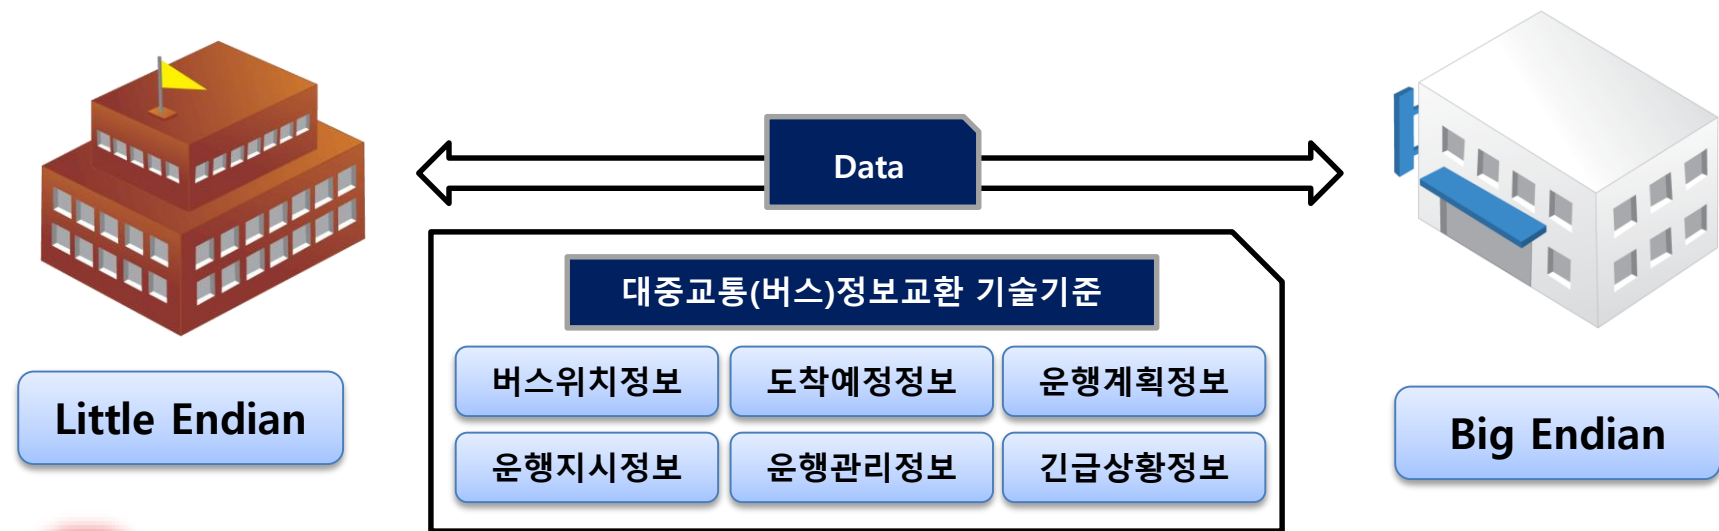 Data
대중교통(버스)정보교환 기술기준
버스위치정보 도착예정정보 운행계획정보
운행지시정보 운행관리정보 긴급상황정보
Little Endian
Big Endian